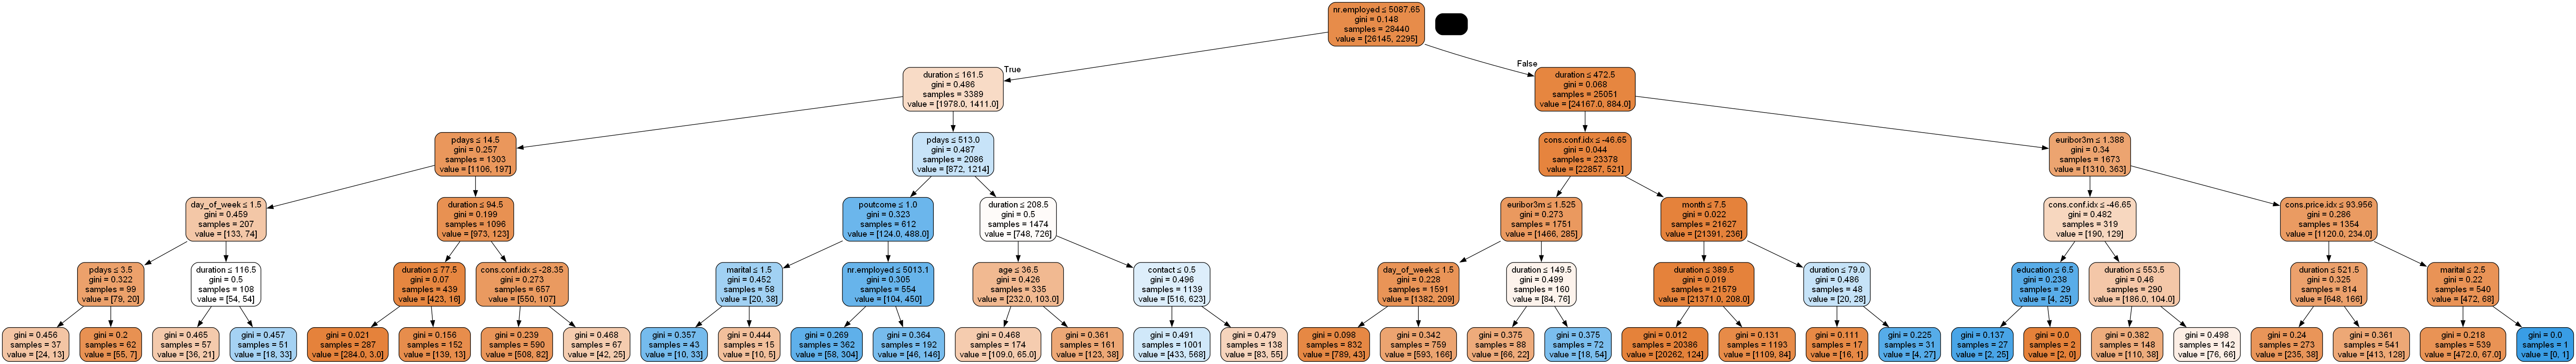 nr.employed ≤ 5087.65
gini = 0.148
samples = 28440
value = [26145, 2295]
True
False
duration ≤ 161.5
gini = 0.486
samples = 3389
value = [1978.0, 1411.0]
duration ≤ 472.5
gini = 0.068
samples = 25051
value = [24167.0, 884.0]
pdays ≤ 14.5
gini = 0.257
samples = 1303
value = [1106, 197]
pdays ≤ 513.0
gini = 0.487
samples = 2086
value = [872, 1214]
cons.conf.idx ≤ -46.65
gini = 0.044
samples = 23378
value = [22857, 521]
euribor3m ≤ 1.388
gini = 0.34
samples = 1673
value = [1310, 363]
day_of_week ≤ 1.5
gini = 0.459
samples = 207
value = [133, 74]
duration ≤ 94.5
gini = 0.199
samples = 1096
value = [973, 123]
poutcome ≤ 1.0
gini = 0.323
samples = 612
value = [124.0, 488.0]
duration ≤ 208.5
gini = 0.5
samples = 1474
value = [748, 726]
euribor3m ≤ 1.525
gini = 0.273
samples = 1751
value = [1466, 285]
month ≤ 7.5
gini = 0.022
samples = 21627
value = [21391, 236]
cons.conf.idx ≤ -46.65
gini = 0.482
samples = 319
value = [190, 129]
cons.price.idx ≤ 93.956
gini = 0.286
samples = 1354
value = [1120.0, 234.0]
pdays ≤ 3.5
gini = 0.322
samples = 99
value = [79, 20]
duration ≤ 116.5
gini = 0.5
samples = 108
value = [54, 54]
duration ≤ 77.5
gini = 0.07
samples = 439
value = [423, 16]
cons.conf.idx ≤ -28.35
gini = 0.273
samples = 657
value = [550, 107]
marital ≤ 1.5
gini = 0.452
samples = 58
value = [20, 38]
nr.employed ≤ 5013.1
gini = 0.305
samples = 554
value = [104, 450]
age ≤ 36.5
gini = 0.426
samples = 335
value = [232.0, 103.0]
contact ≤ 0.5
gini = 0.496
samples = 1139
value = [516, 623]
day_of_week ≤ 1.5
gini = 0.228
samples = 1591
value = [1382, 209]
duration ≤ 149.5
gini = 0.499
samples = 160
value = [84, 76]
duration ≤ 389.5
gini = 0.019
samples = 21579
value = [21371.0, 208.0]
duration ≤ 79.0
gini = 0.486
samples = 48
value = [20, 28]
education ≤ 6.5
gini = 0.238
samples = 29
value = [4, 25]
duration ≤ 553.5
gini = 0.46
samples = 290
value = [186.0, 104.0]
duration ≤ 521.5
gini = 0.325
samples = 814
value = [648, 166]
marital ≤ 2.5
gini = 0.22
samples = 540
value = [472, 68]
gini = 0.456
samples = 37
value = [24, 13]
gini = 0.2
samples = 62
value = [55, 7]
gini = 0.465
samples = 57
value = [36, 21]
gini = 0.457
samples = 51
value = [18, 33]
gini = 0.021
samples = 287
value = [284.0, 3.0]
gini = 0.156
samples = 152
value = [139, 13]
gini = 0.239
samples = 590
value = [508, 82]
gini = 0.468
samples = 67
value = [42, 25]
gini = 0.357
samples = 43
value = [10, 33]
gini = 0.444
samples = 15
value = [10, 5]
gini = 0.269
samples = 362
value = [58, 304]
gini = 0.364
samples = 192
value = [46, 146]
gini = 0.468
samples = 174
value = [109.0, 65.0]
gini = 0.361
samples = 161
value = [123, 38]
gini = 0.491
samples = 1001
value = [433, 568]
gini = 0.479
samples = 138
value = [83, 55]
gini = 0.098
samples = 832
value = [789, 43]
gini = 0.342
samples = 759
value = [593, 166]
gini = 0.375
samples = 88
value = [66, 22]
gini = 0.375
samples = 72
value = [18, 54]
gini = 0.012
samples = 20386
value = [20262, 124]
gini = 0.131
samples = 1193
value = [1109, 84]
gini = 0.111
samples = 17
value = [16, 1]
gini = 0.225
samples = 31
value = [4, 27]
gini = 0.137
samples = 27
value = [2, 25]
gini = 0.0
samples = 2
value = [2, 0]
gini = 0.382
samples = 148
value = [110, 38]
gini = 0.498
samples = 142
value = [76, 66]
gini = 0.24
samples = 273
value = [235, 38]
gini = 0.361
samples = 541
value = [413, 128]
gini = 0.218
samples = 539
value = [472.0, 67.0]
gini = 0.0
samples = 1
value = [0, 1]